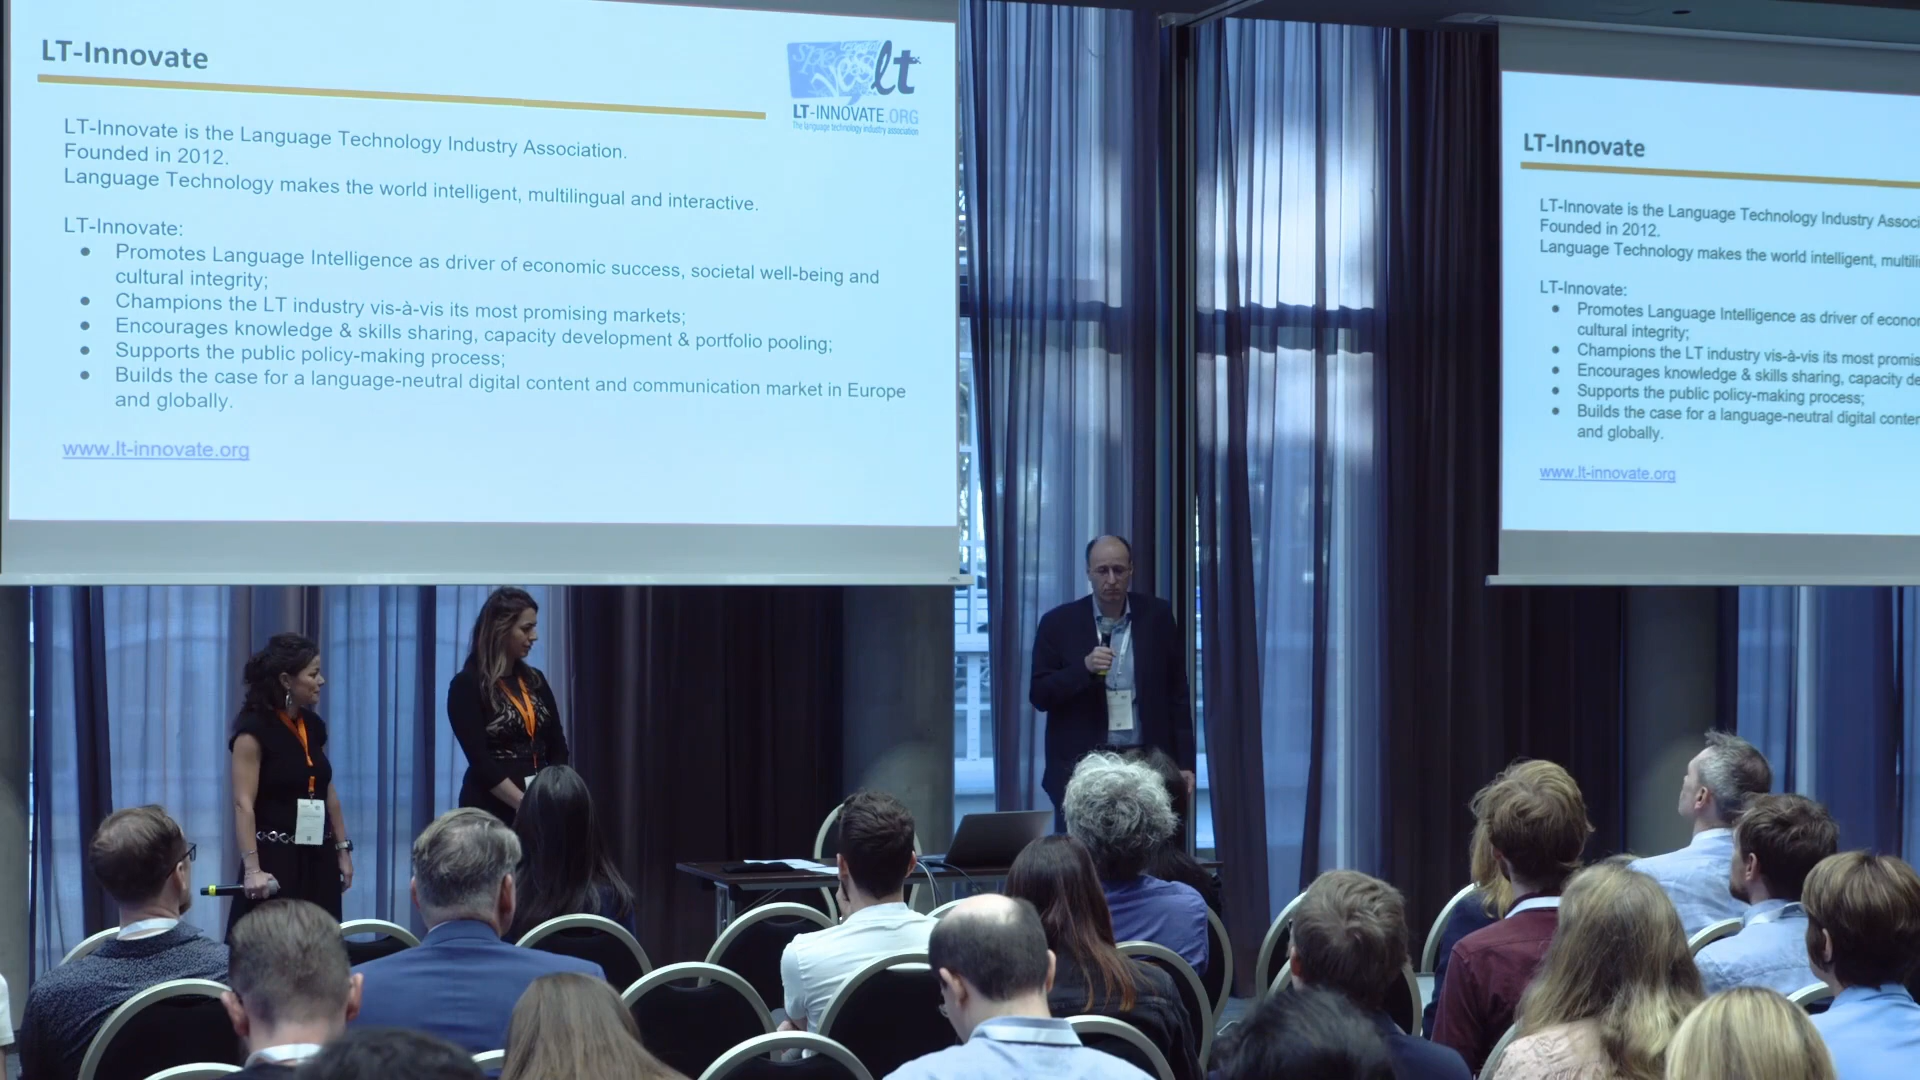 LT-Innovate
lt
LT-INNOVATE.ORG
The language technology industry association
LT-Innovate is the Language Technology Industry Association.
Founded in 2012.
Language Technology makes the world intelligent, multilingual and interactive.
LT-Innovate:
● Promotes Language Intelligence as driver of economic success, societal well-being and
cultural integrity;
● Champions the LT industry vis-à-vis its most promising markets;
● Encourages knowledge & skills sharing, capacity development & portfolio pooling;
● Supports the public policy-making process;
● Builds the case for a language-neutral digital content and communication market in Europe
and globally.
www.lt-innovate.org
LT-Innovate
LT-Innovate is the Language Technology Industry Associ
Founded in 2012.
Language Technology makes the world intelligent, multili
LT-Innovate:
● Promotes Language Intelligence as driver of econo
cultural integrity;
● Champions the LT industry vis-à-vis its most promis
● Encourages knowledge & skills sharing, capacity de
● Supports the public policy-making process;
● Builds the case for a language-neutral digital conter
and globally.
www.lt-innovate.org